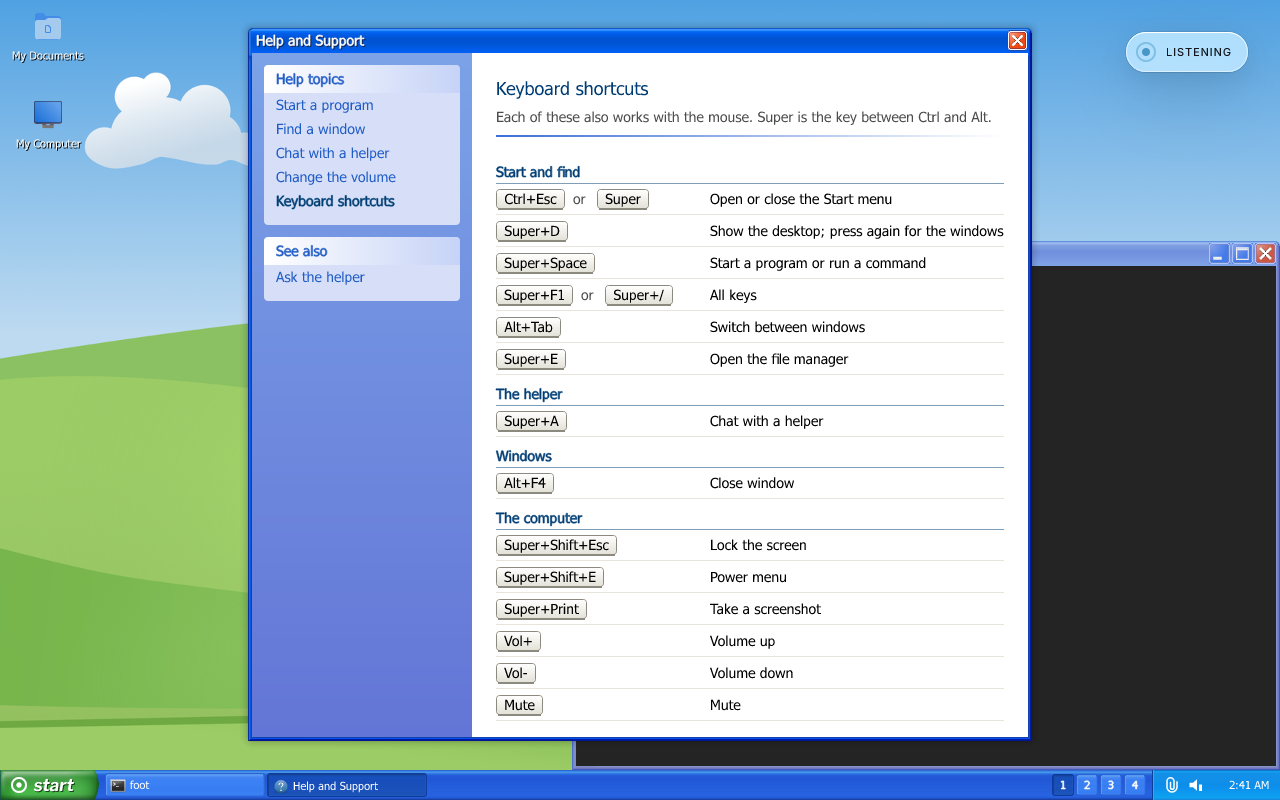 My Documents
My Computer
Help and Support
LISTENING
Help topics
Start a program
Find a window
Chat with a helper
Change the volume
Keyboard shortcuts
See also
Ask the helper
Keyboard shortcuts
Each of these also works with the mouse. Super is the key between Ctrl and Alt.
Start and find
Ctrl+Esc or Super Open or close the Start menu
Super+D Show the desktop; press again for the windows
Super+Space Start a program or run a command
Super+F1 or Super+/ All keys
Alt+Tab Switch between windows
Super+E Open the file manager
The helper
Super+A Chat with a helper
Windows
Alt+F4 Close window
The computer
Super+Shift+Esc Lock the screen
Super+Shift+E Power menu
Super+Print Take a screenshot
Vol+ Volume up
Vol- Volume down
Mute Mute
start foot Help and Support 1 2 3 4 2:41 AM